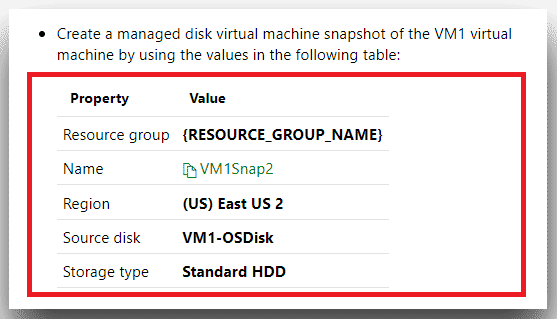 Create a managed disk virtual machine snapshot of the VM1 virtual
machine by using the values in the following table:
Property Value
Resource group {RESOURCE_GROUP_NAME}
Name VM1Snap2
Region (US) East US 2
Source disk VM1-OSDisk
Storage type Standard HDD